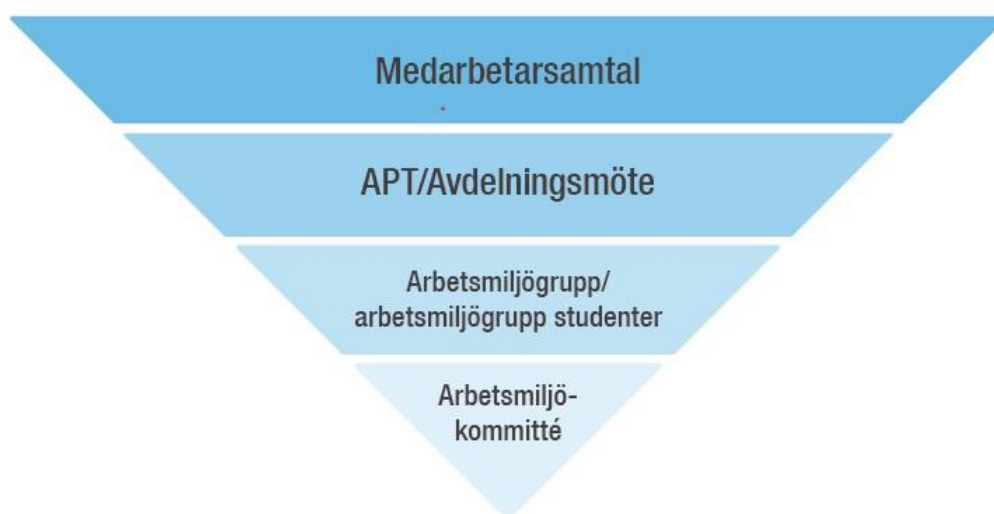 Medarbetarsamtal
APT/Avdelningsmöte
Arbetsmiljögrupp/
arbetsmiljögrupp studenter
Arbetsmiljö-
kommitté